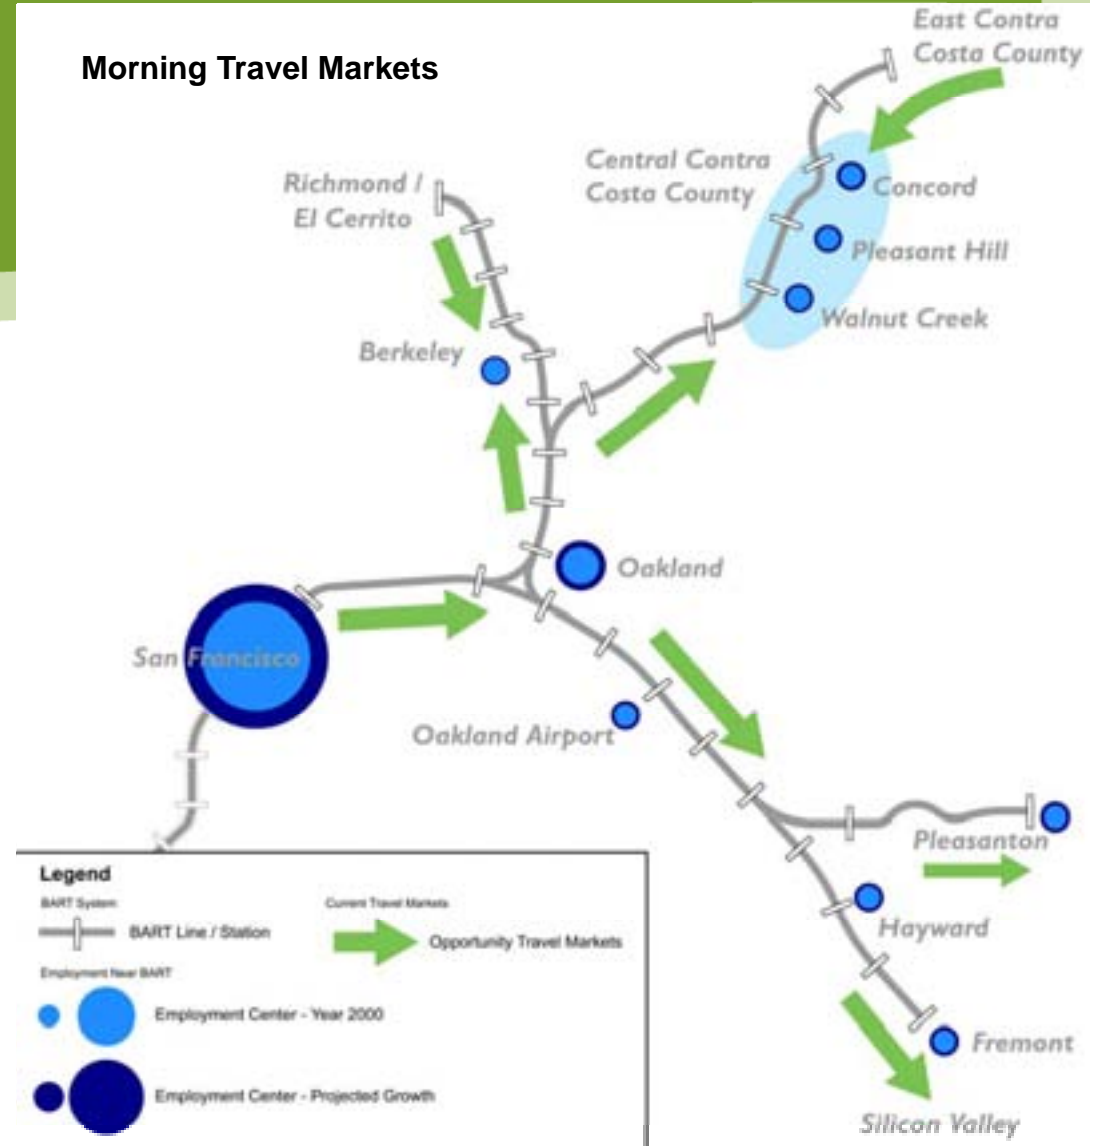 East Contra
Costa County
Morning Travel Markets
Central Contra
Costa County
Richmond /
El Cerrito
Concord
Pleasant Hill
Walnut Creek
Berkeley
Oakland
San Francisco
Oakland Airport
Pleasanton
Hayward
Fremont
Silicon Valley
Legend
BART System
BART Line / Station
Current Travel Markets
Opportunity Travel Markets
Employment Near BART
Employment Center - Year 2000
Employment Center - Projected Growth